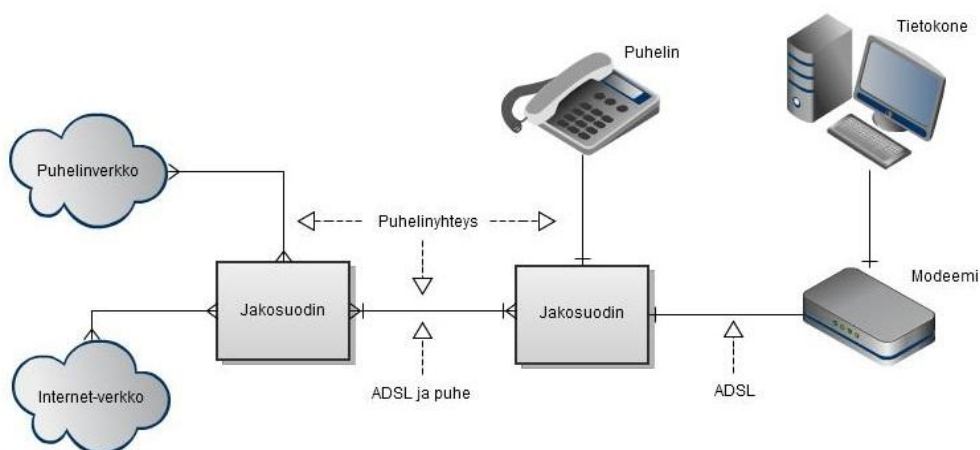 Tietokone
Puhelin
Puhelinverkko
Puhelinyhteys
Modeemi
Jakosuodin
Jakosuodin
Internet-verkko
ADSL ja puhe
ADSL